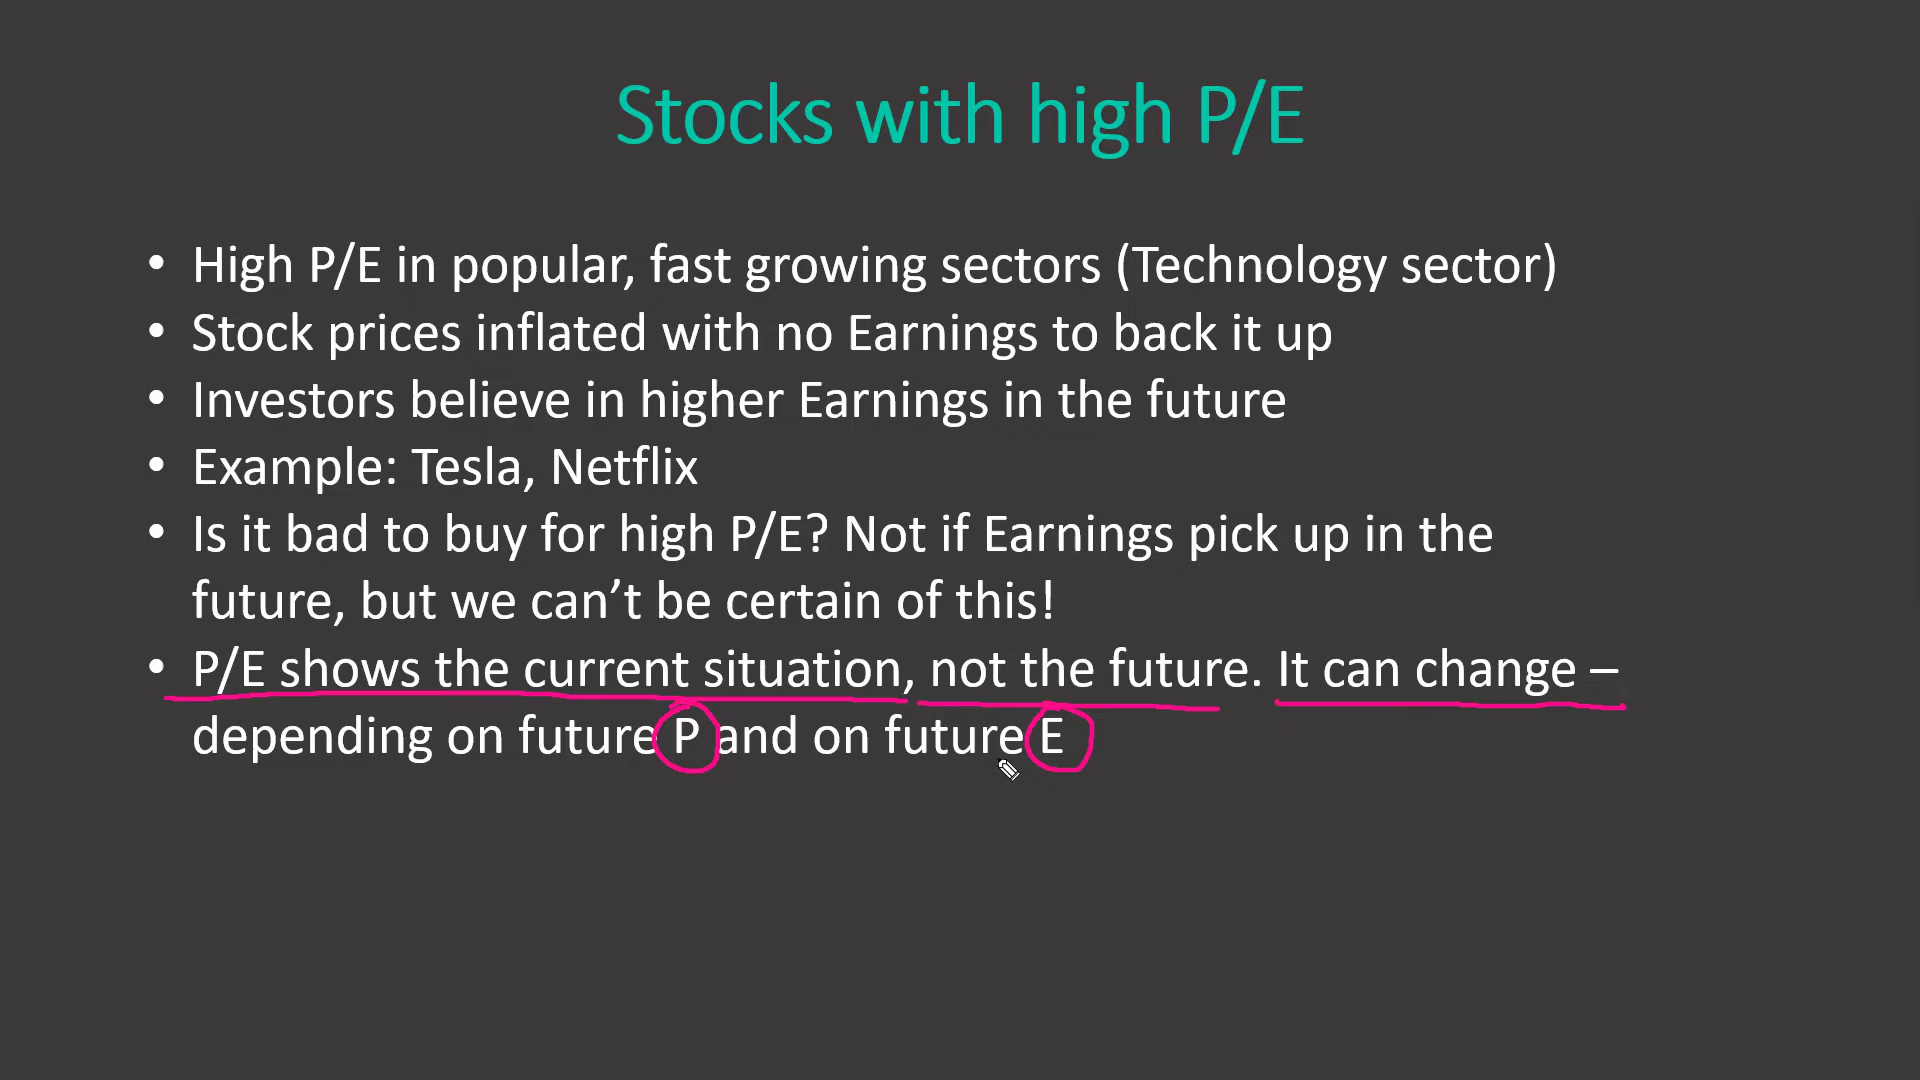 Stocks with high P/E
• High P/E in popular, fast growing sectors (Technology sector)
• Stock prices inflated with no Earnings to back it up
• Investors believe in higher Earnings in the future
• Example: Tesla, Netflix
• Is it bad to buy for high P/E? Not if Earnings pick up in the
future, but we can’t be certain of this!
• P/E shows the current situation, not the future. It can change –
depending on future P and on future E